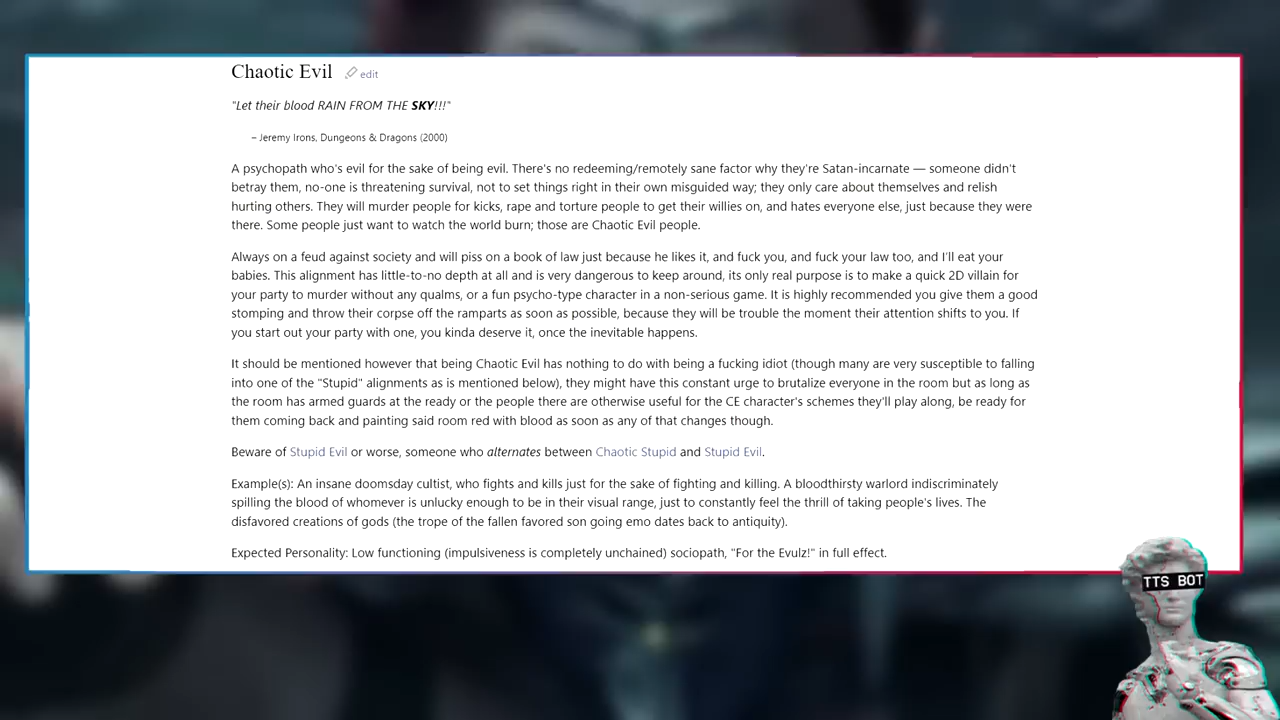 Chaotic Evil edit
"Let their blood RAIN FROM THE SKY!!!"
– Jeremy Irons, Dungeons & Dragons (2000)
A psychopath who's evil for the sake of being evil. There's no redeeming/remotely sane factor why they're Satan-incarnate — someone didn't
betray them, no-one is threatening survival, not to set things right in their own misguided way; they only care about themselves and relish
hurting others. They will murder people for kicks, rape and torture people to get their willies on, and hates everyone else, just because they were
there. Some people just want to watch the world burn; those are Chaotic Evil people.
Always on a feud against society and will piss on a book of law just because he likes it, and fuck you, and fuck your law too, and I'll eat your
babies. This alignment has little-to-no depth at all and is very dangerous to keep around, its only real purpose is to make a quick 2D villain for
your party to murder without any qualms, or a fun psycho-type character in a non-serious game. It is highly recommended you give them a good
stomping and throw their corpse off the ramparts as soon as possible, because they will be trouble the moment their attention shifts to you. If
you start out your party with one, you kinda deserve it, once the inevitable happens.
It should be mentioned however that being Chaotic Evil has nothing to do with being a fucking idiot (though many are very susceptible to falling
into one of the "Stupid" alignments as is mentioned below), they might have this constant urge to brutalize everyone in the room but as long as
the room has armed guards at the ready or the people there are otherwise useful for the CE character's schemes they'll play along, be ready for
them coming back and painting said room red with blood as soon as any of that changes though.
Beware of Stupid Evil or worse, someone who alternates between Chaotic Stupid and Stupid Evil.
Example(s): An insane doomsday cultist, who fights and kills just for the sake of fighting and killing. A bloodthirsty warlord indiscriminately
spilling the blood of whomever is unlucky enough to be in their visual range, just to constantly feel the thrill of taking people's lives. The
disfavored creations of gods (the trope of the fallen favored son going emo dates back to antiquity).
Expected Personality: Low functioning (impulsiveness is completely unchained) sociopath, "For the Evulz!" in full effect.
TTS BOT